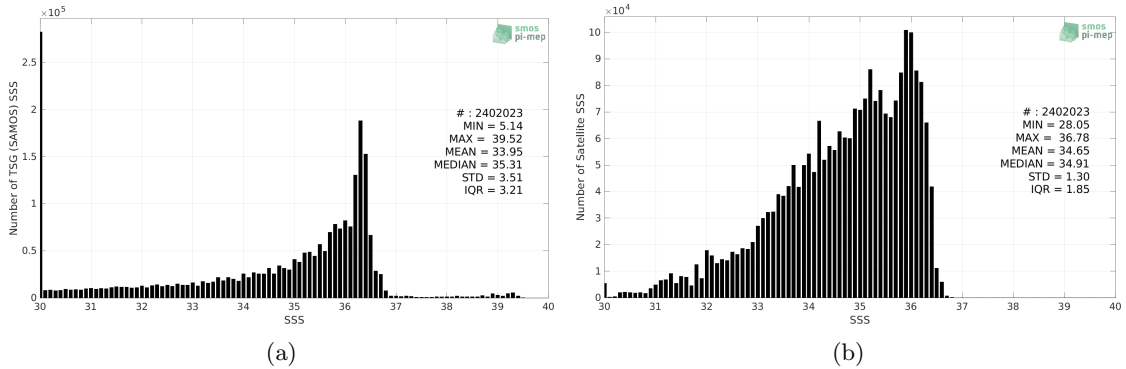 ×10^5
smos
pi-mep
Number of TSG (SAMOS) SSS
2.5
2
1.5
1
0.5
0
# : 2402023
MIN = 5.14
MAX = 39.52
MEAN = 33.95
MEDIAN = 35.31
STD = 3.51
IQR = 3.21
30 31 32 33 34 35 36 37 38 39 40
SSS
(a)
×10^4
smos
pi-mep
Number of Satellite SSS
10
9
8
7
6
5
4
3
2
1
0
# : 2402023
MIN = 28.05
MAX = 36.78
MEAN = 34.65
MEDIAN = 34.91
STD = 1.30
IQR = 1.85
30 31 32 33 34 35 36 37 38 39 40
SSS
(b)